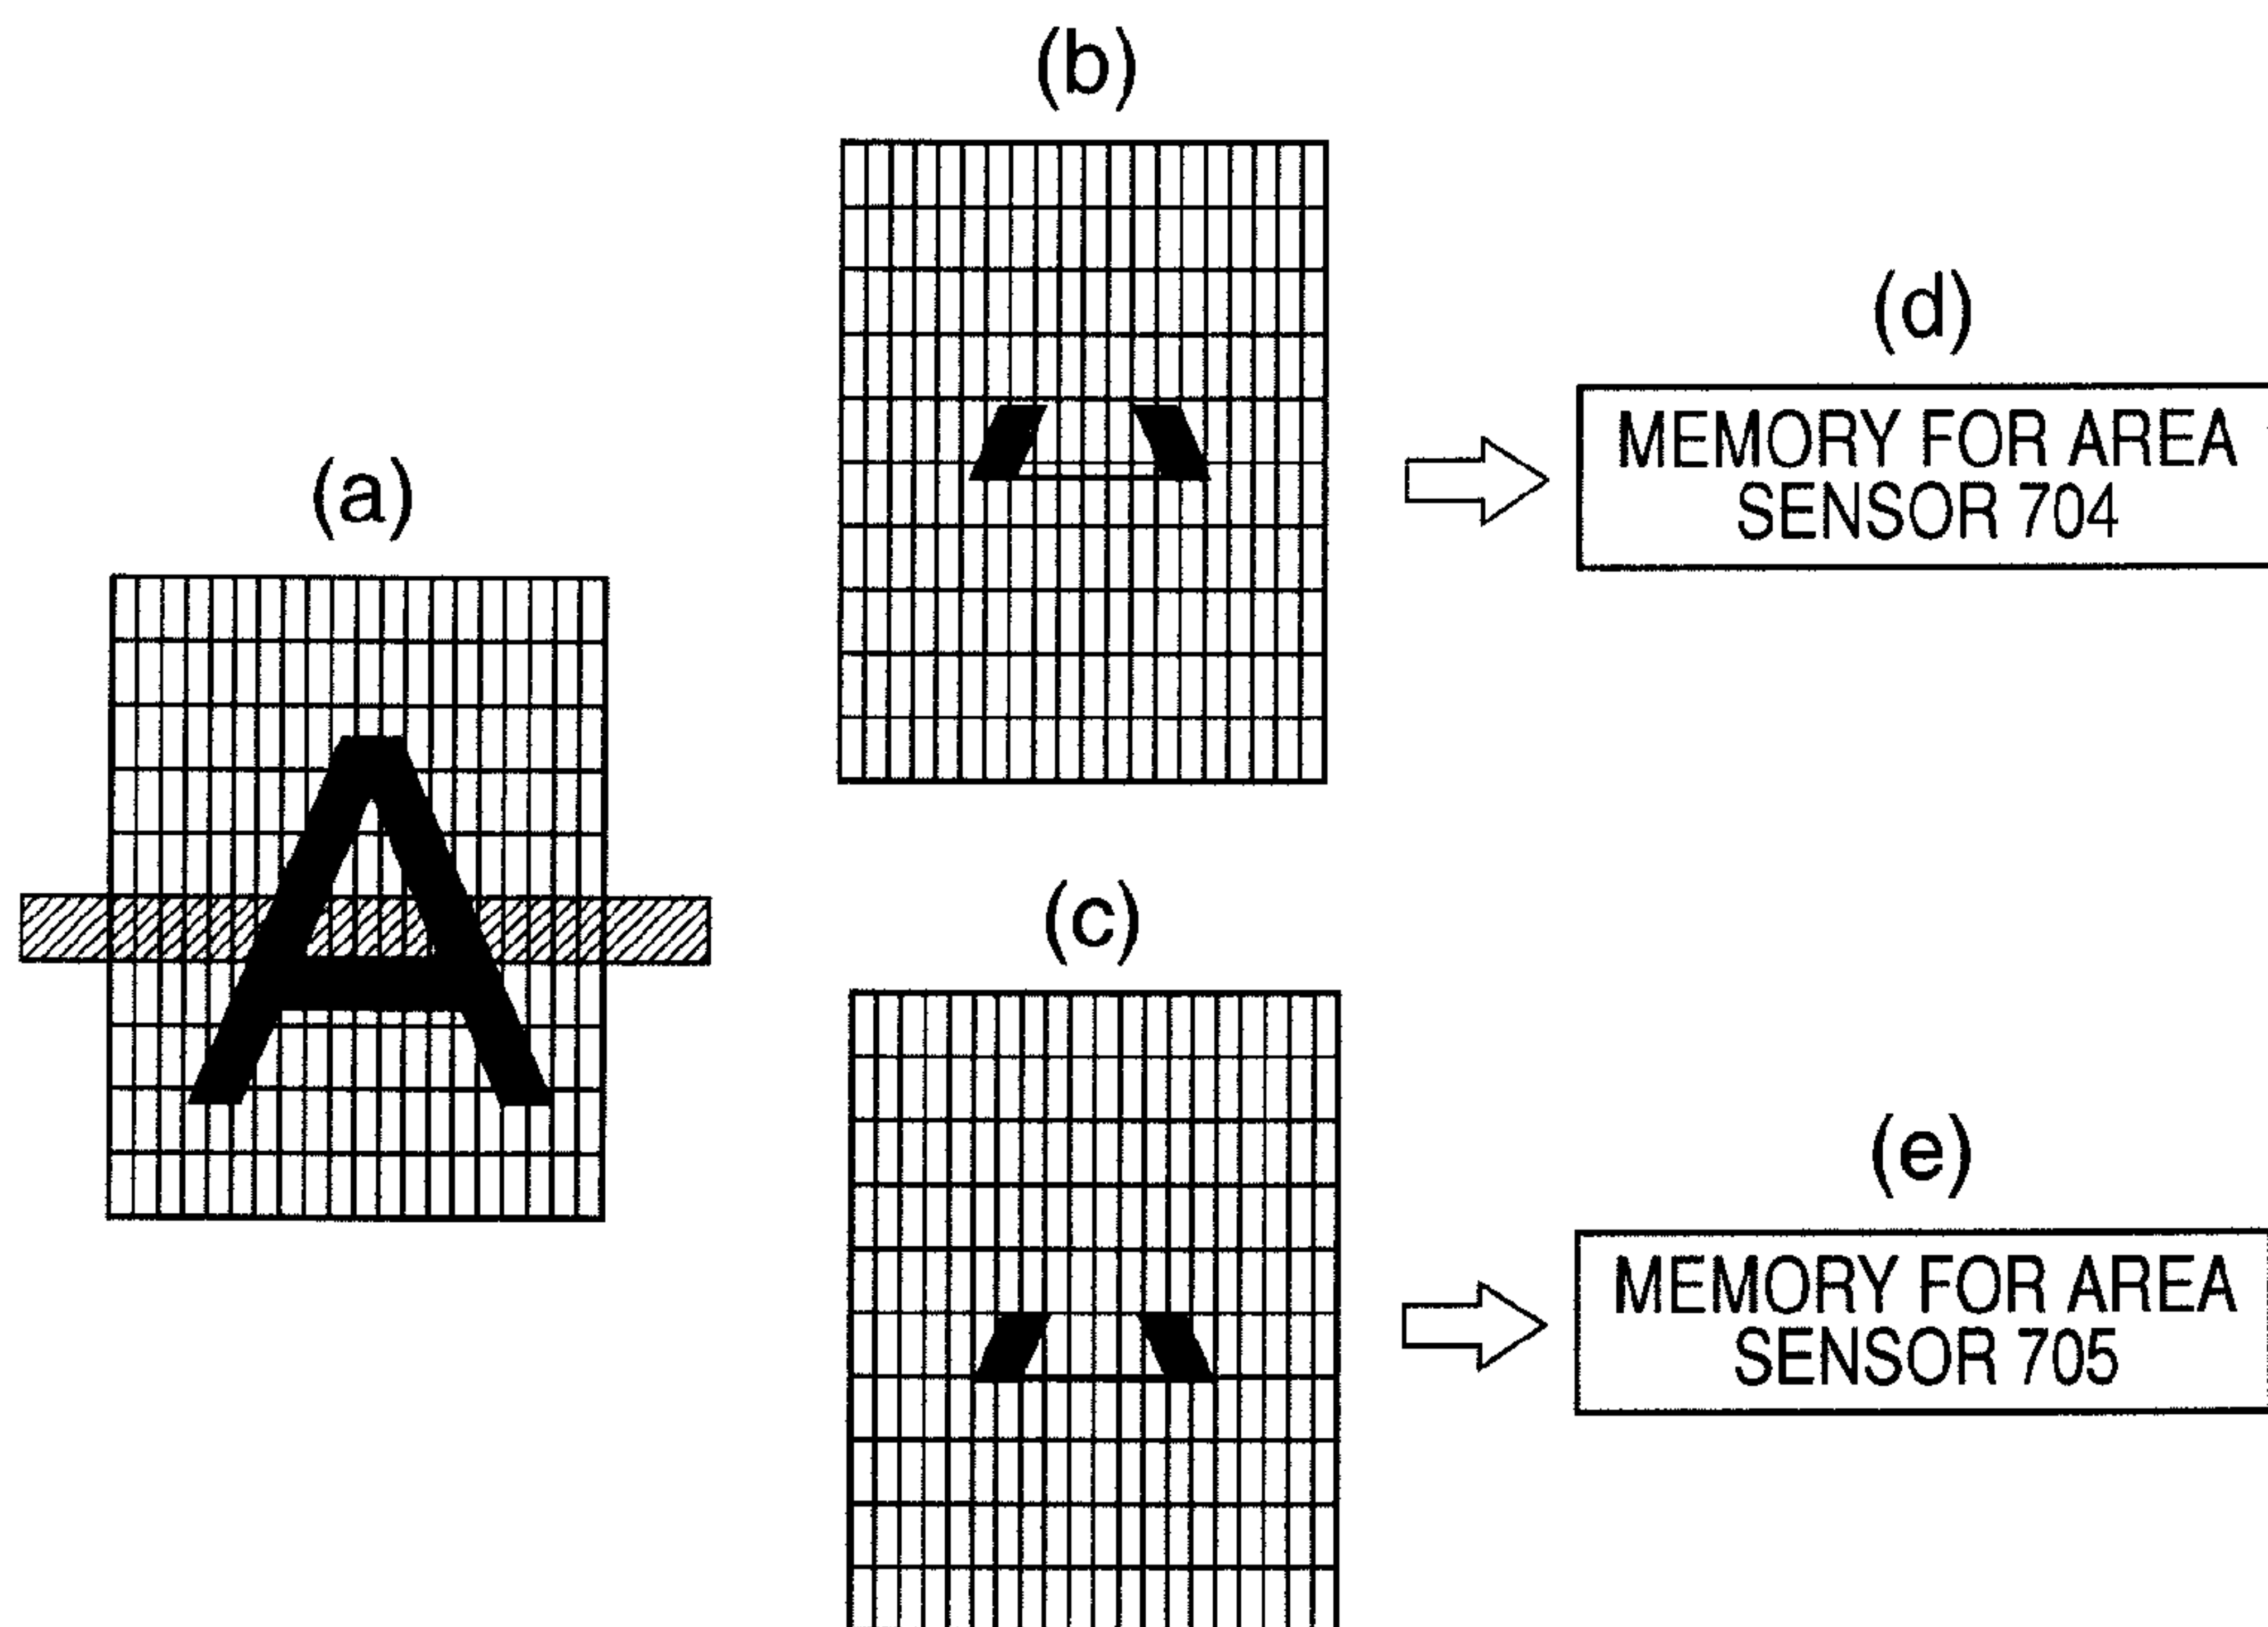 (a)
A
(b)
(c)
(d)
MEMORY FOR AREA
SENSOR 704
(e)
MEMORY FOR AREA
SENSOR 705